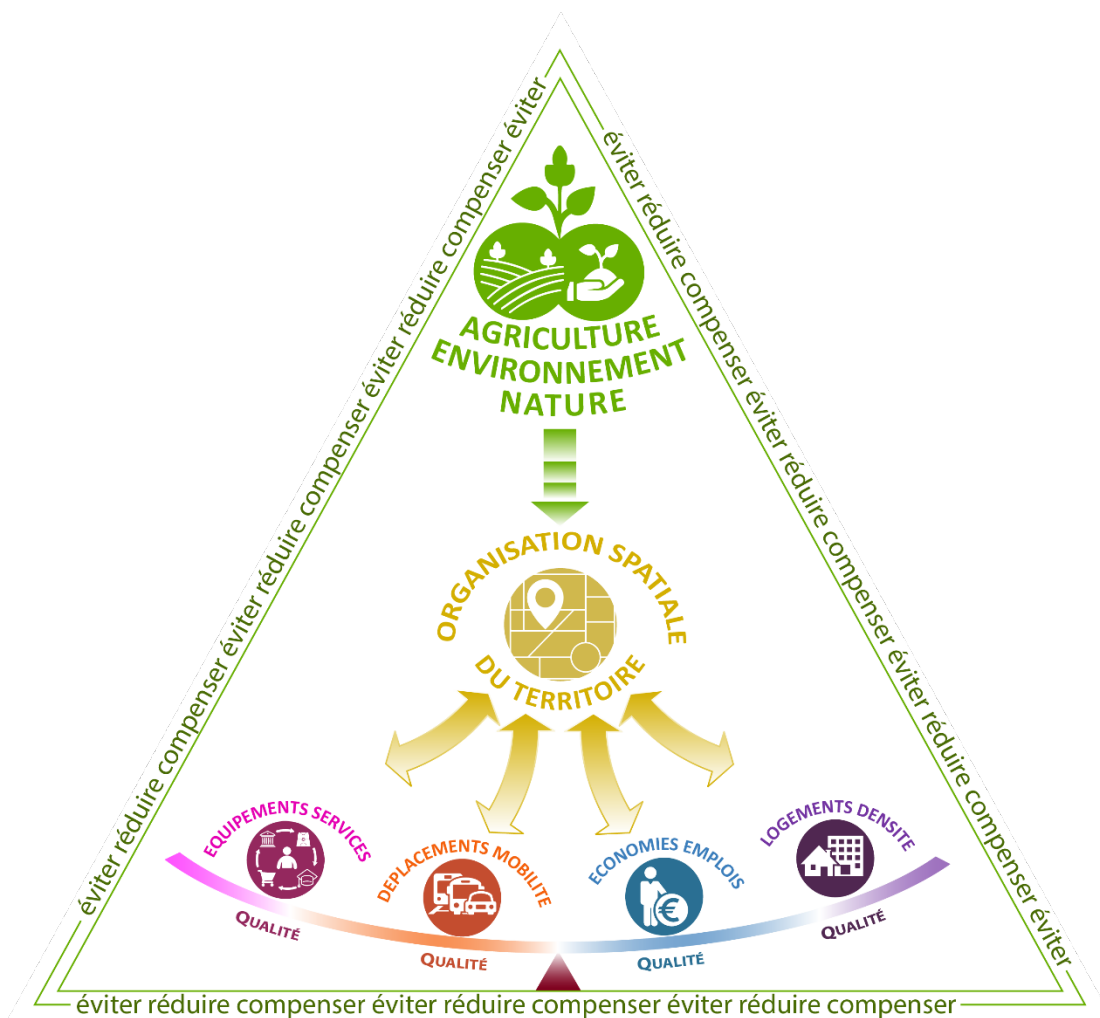 éviter réduire compenser éviter réduire compenser éviter réduire compenser éviter
éviter réduire compenser éviter réduire compenser éviter réduire compenser éviter
AGRICULTURE
ENVIRONNEMENT
NATURE
ORGANISATION SPATIALE
DU TERRITOIRE
EQUIPEMENTS SERVICES
DEPLACEMENTS MOBILITE
ECONOMIES EMPLOIS
LOGEMENTS DENSITE
QUALITÉ
QUALITÉ
QUALITÉ
QUALITÉ
éviter réduire compenser éviter réduire compenser éviter réduire compenser